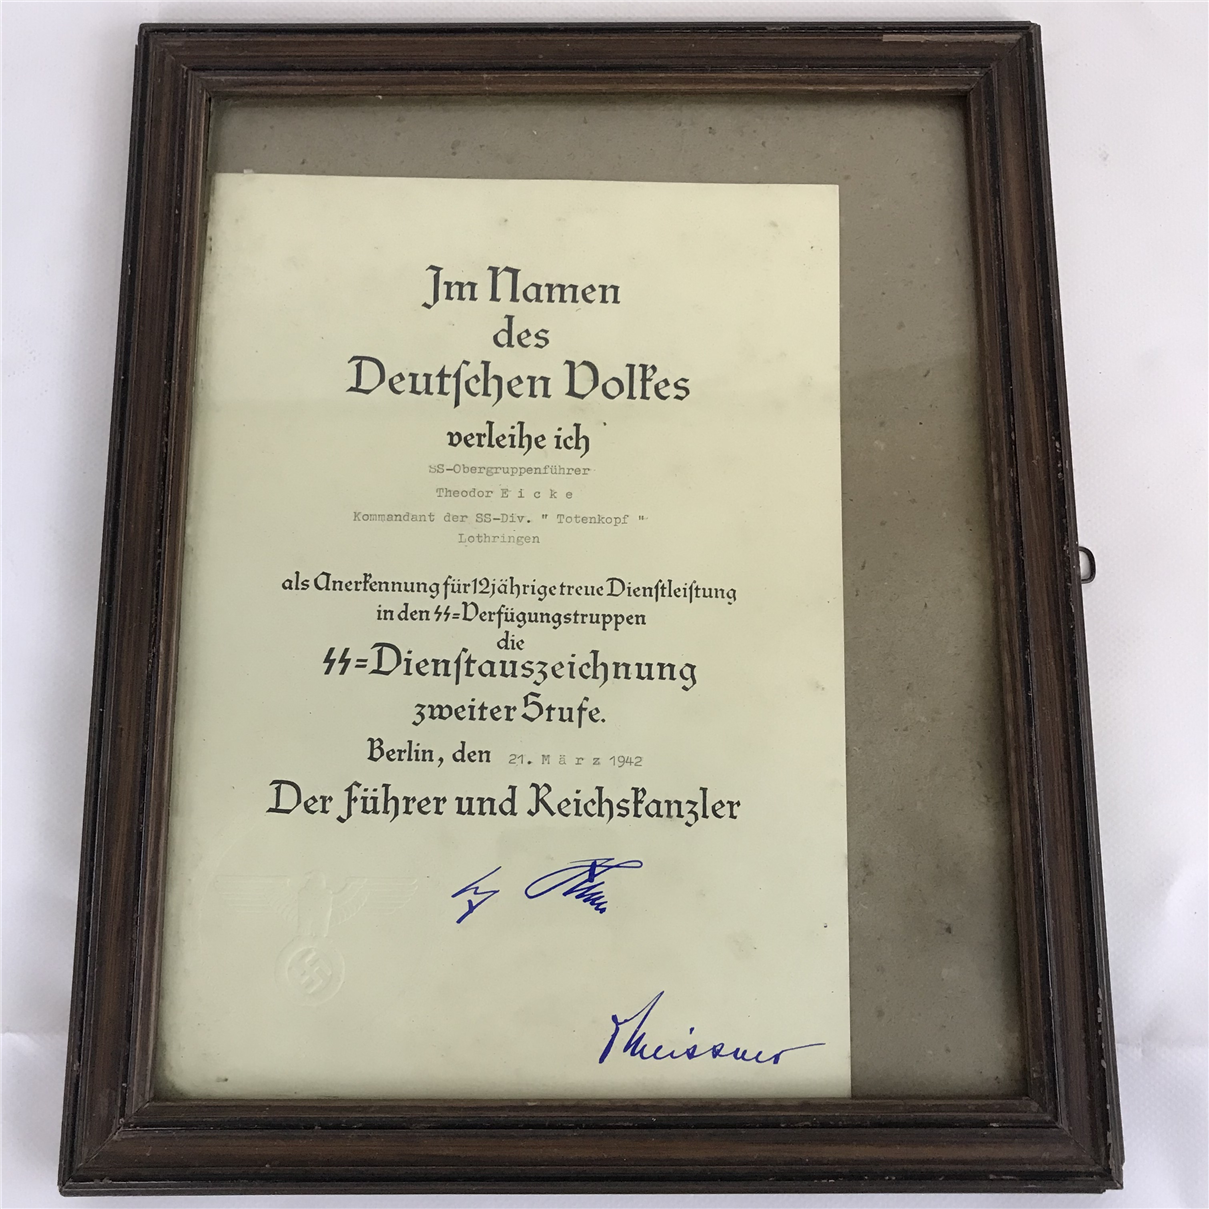 Im Namen
des
Deutschen Volkes
verleihe ich
SS-Obergruppenführer
Theodor E i c k e
Kommandant der SS-Div. " Totenkopf "
Lothringen
als Anerkennung für 12jährige treue Dienstleistung
in den SS=Verfügungstruppen
die
SS=Dienstauszeichnung
zweiter Stufe.
Berlin, den 21. M ä r z 1942
Der Führer und Reichskanzler
Meissner